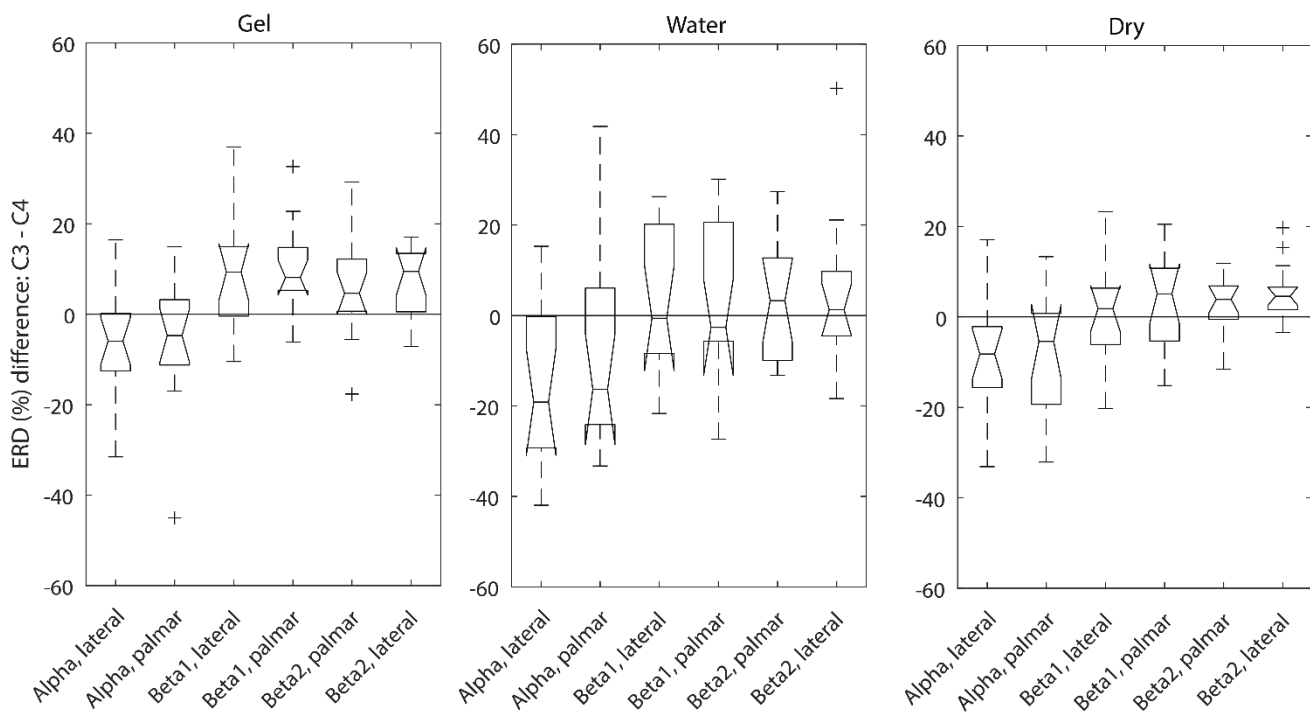 Gel
Water
Dry
ERD (%) difference: C3 - C4
60
40
20
0
-20
-40
-60
Alpha, lateral
Alpha, palmar
Beta1, lateral
Beta1, palmar
Beta2, palmar
Beta2, lateral
60
40
20
0
-20
-40
-60
Alpha, lateral
Alpha, palmar
Beta1, lateral
Beta1, palmar
Beta2, palmar
Beta2, lateral
60
40
20
0
-20
-40
-60
Alpha, lateral
Alpha, palmar
Beta1, lateral
Beta1, palmar
Beta2, palmar
Beta2, lateral